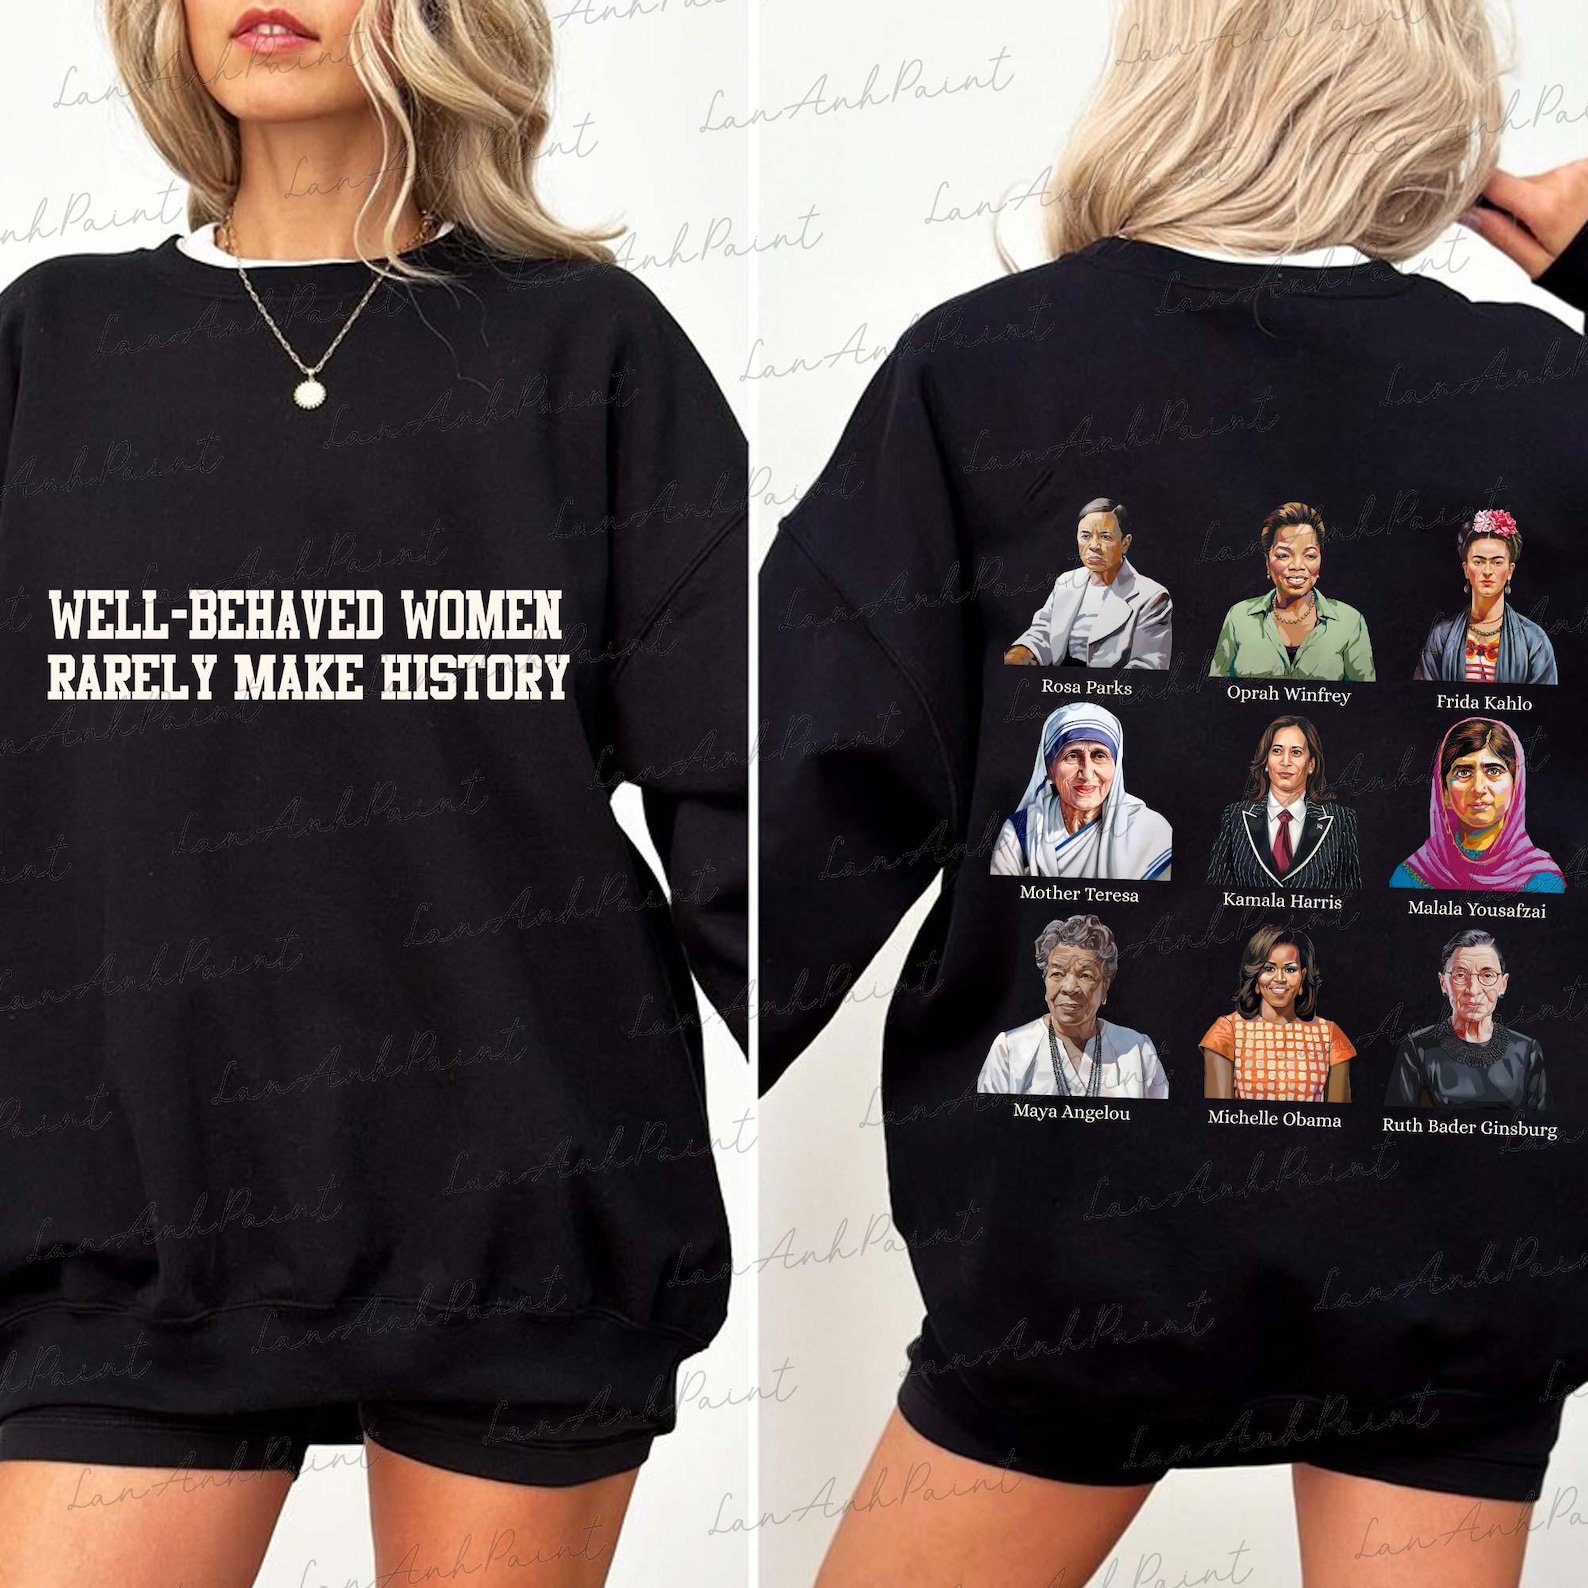 WELL-BEHAVED WOMEN
RARELY MAKE HISTORY
Rosa Parks
Oprah Winfrey
Frida Kahlo
Mother Teresa
Kamala Harris
Malala Yousafzai
Maya Angelou
Michelle Obama
Ruth Bader Ginsburg
LanAnhPaint